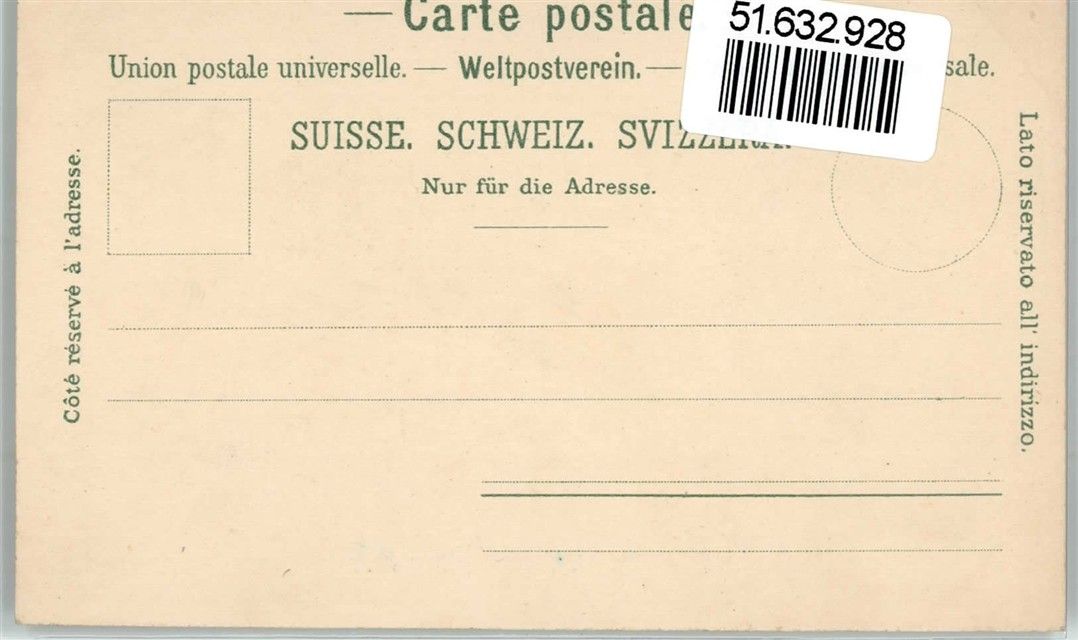 — Carte postale
51.632.928
Union postale universelle. — Weltpostverein. — sale.
SUISSE. SCHWEIZ. SVIZZERA.
Nur für die Adresse.
Côté réservé à l'adresse.
Lato riservato all' indirizzo.